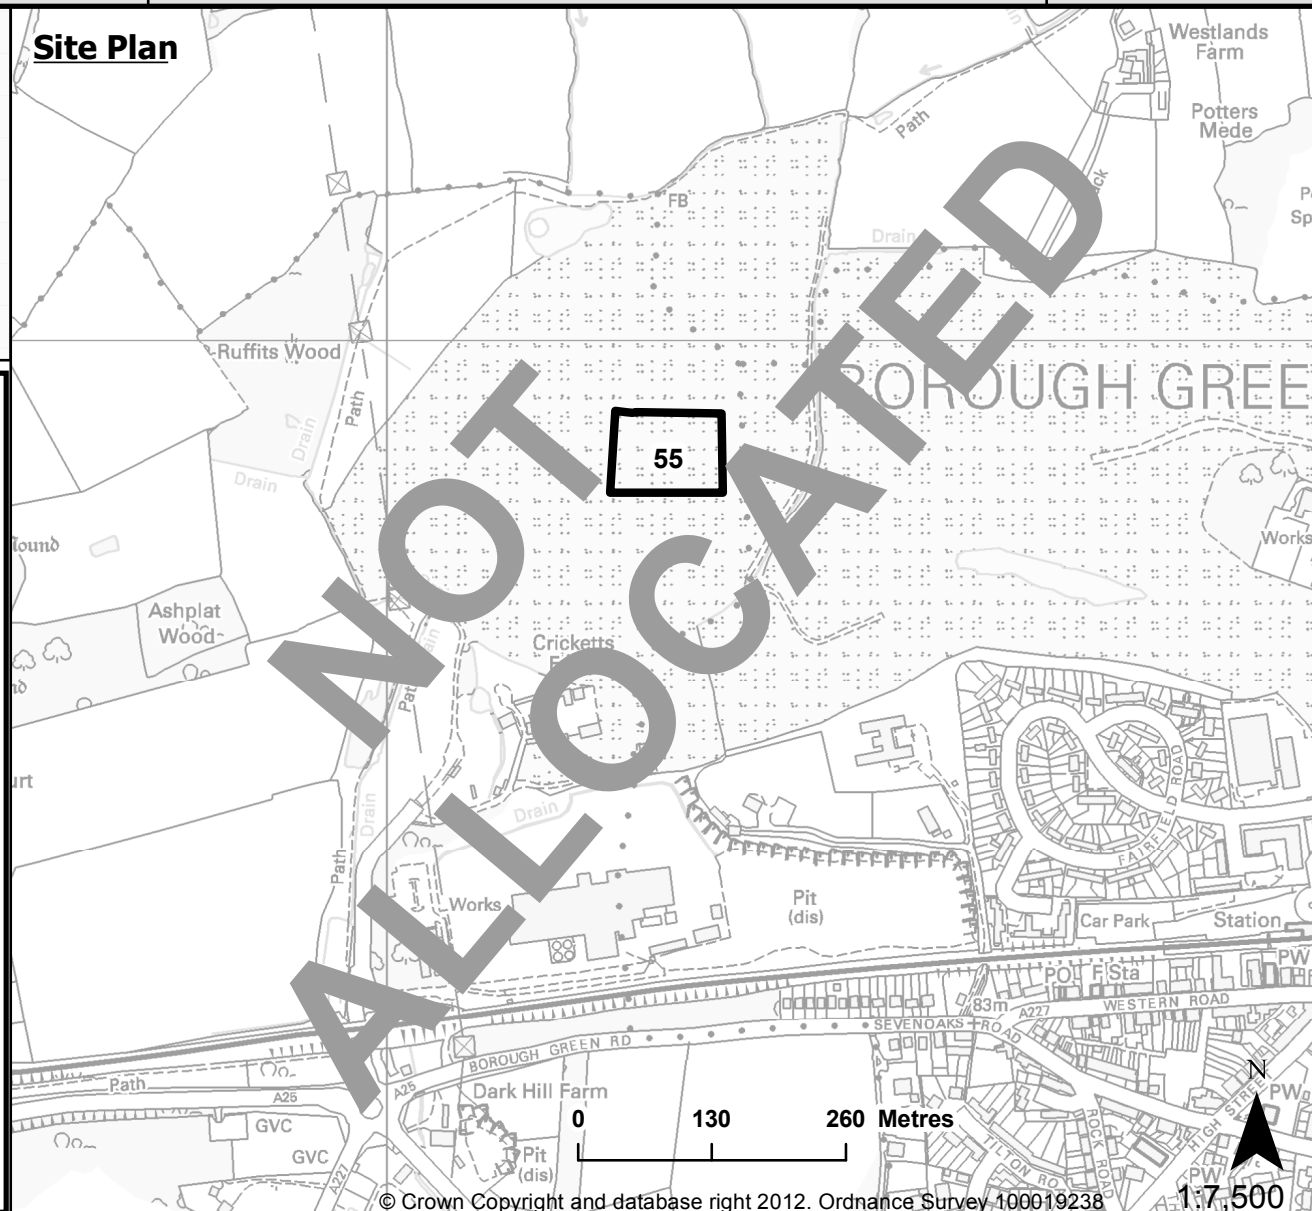 Site Plan
Westlands
Farm
Potters
Mede
Path
FB
Drain
Ruffits Wood
Path
BOROUGH GREE
Drain
Drain
55
NOT
ALLOCATED
Works
Ashplat
Wood
Cricketts
Path
Drain
Drain
FAIRFIELD ROAD
Works
Pit
(dis)
Car Park
Station
Path
PO
F Sta
PW
83m
A227
WESTERN ROAD
SEVENOAKS ROAD
BOROUGH GREEN RD
Path
A25
A25
Dark Hill Farm
GVC
GVC
A227
Pit
(dis)
TILTON RO
ROCK ROAD
HIGH STREE
PW
PW
N
0 130 260 Metres
1:7,500
© Crown Copyright and database right 2012. Ordnance Survey 100019238